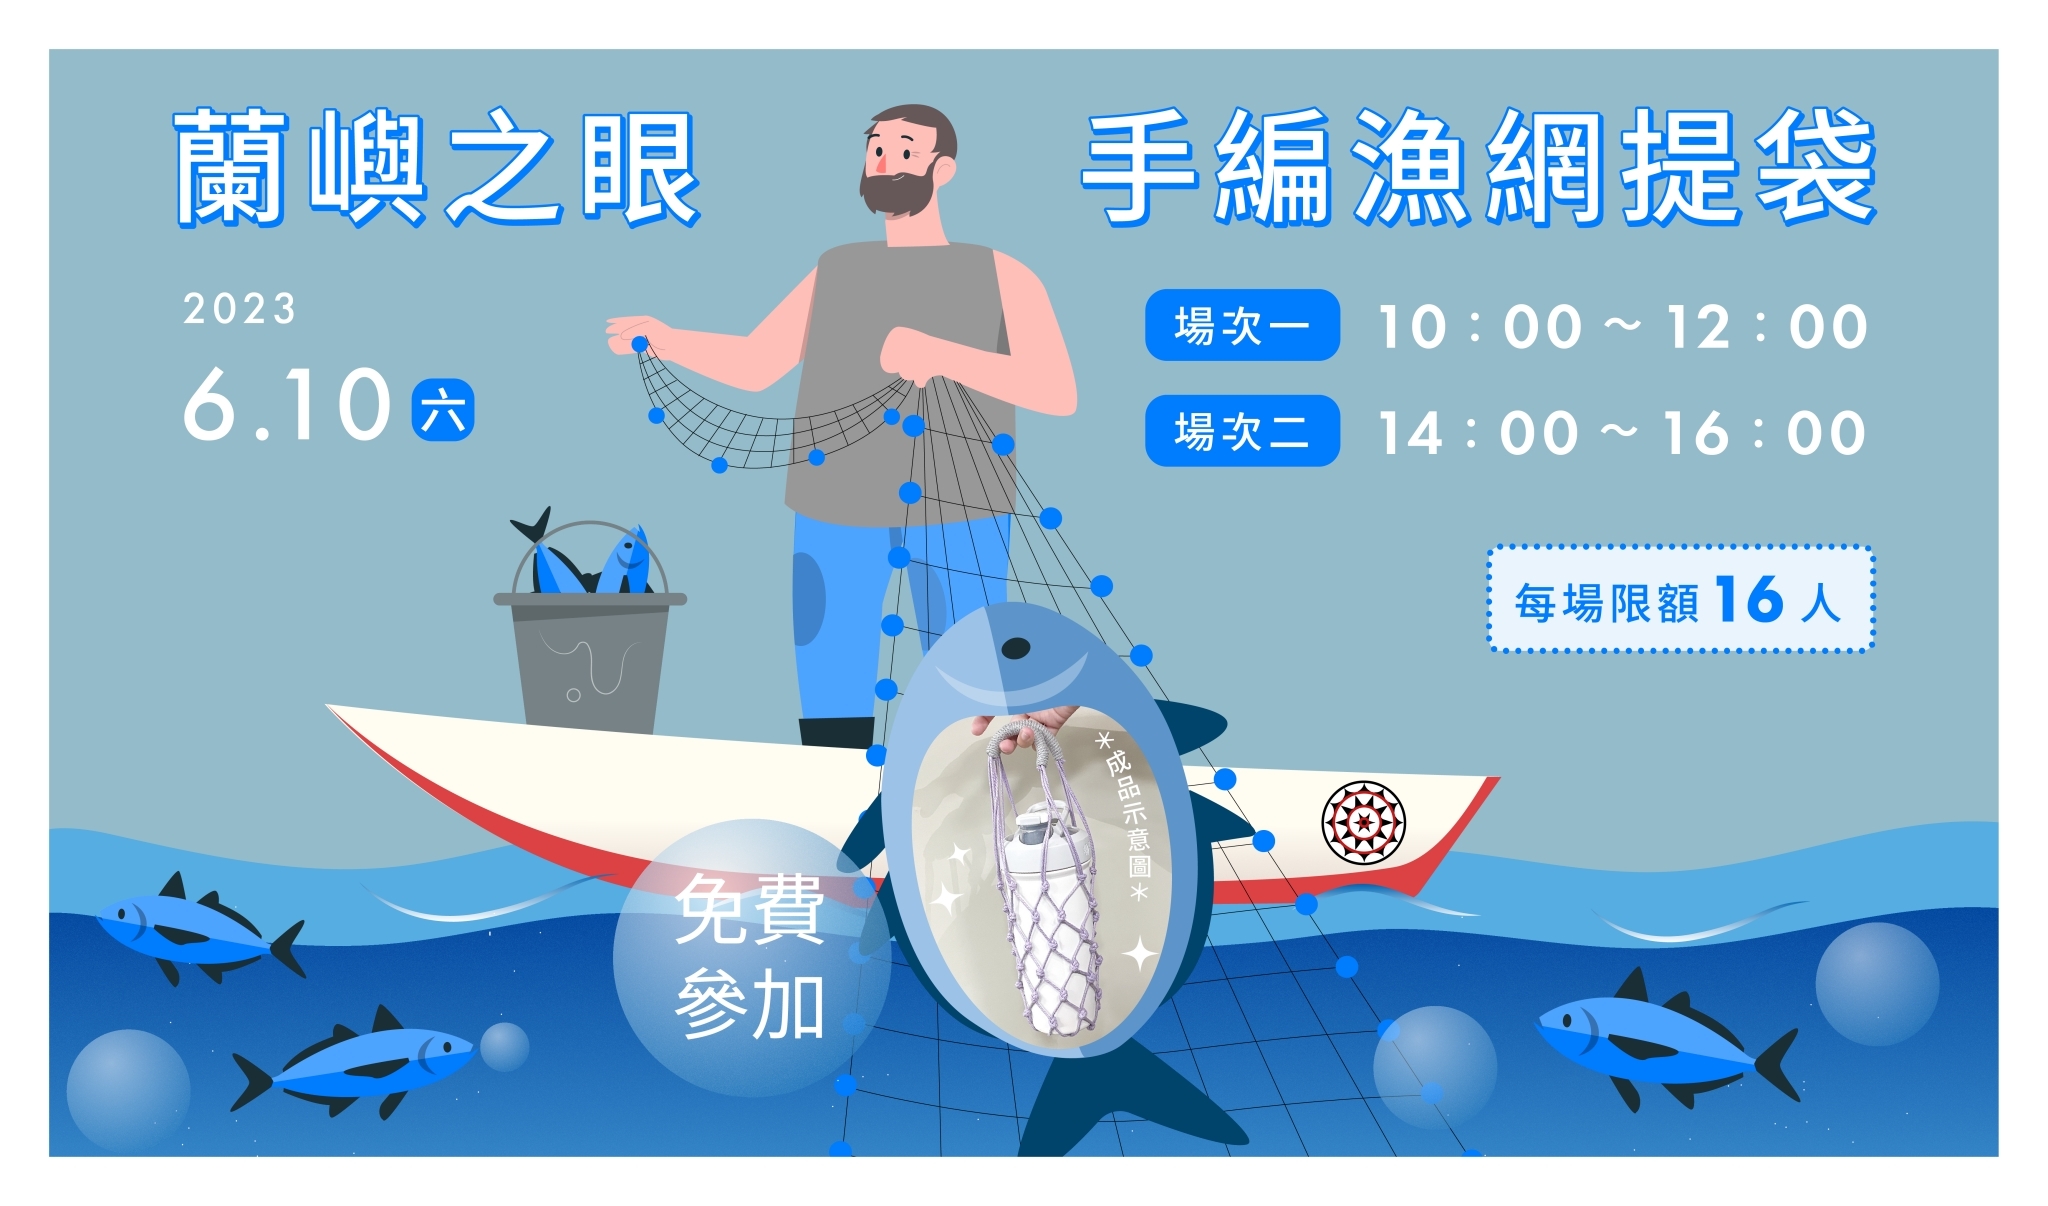 蘭嶼之眼
手編漁網提袋
2023
6.10 六
場次一 10：00～12：00
場次二 14：00～16：00
每場限額 16 人
＊成品示意圖＊
免費
參加